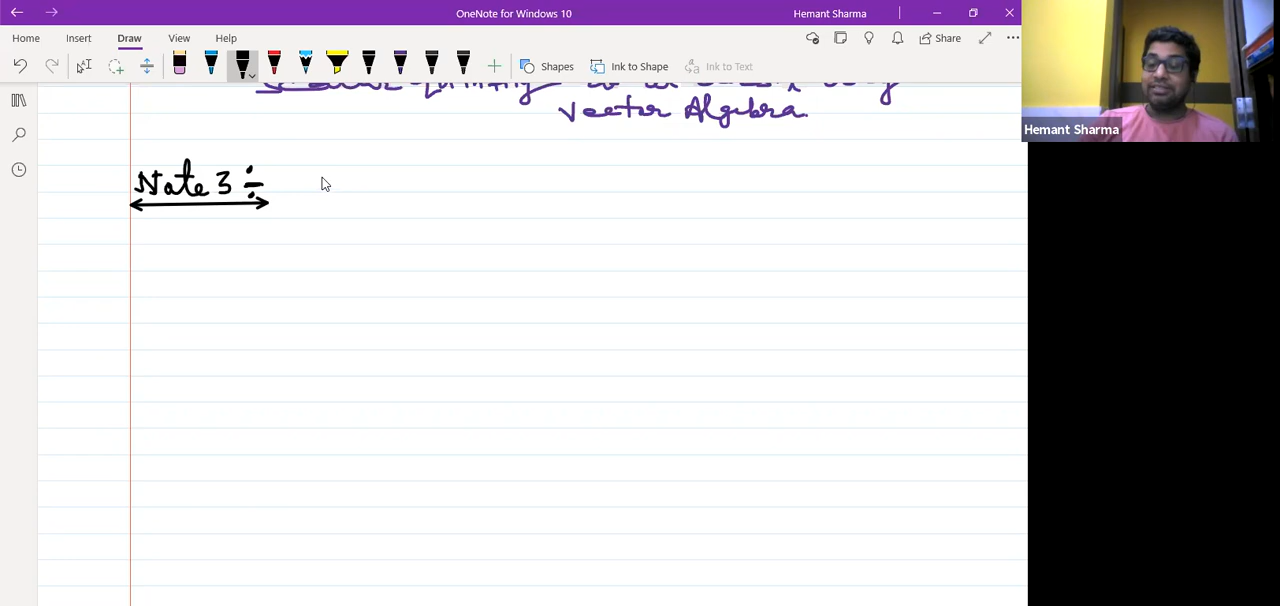 OneNote for Windows 10
Hemant Sharma
Home Insert Draw View Help
Share
Shapes Ink to Shape Ink to Text
quantity
Vector Algebra.
Note 3 ÷
Hemant Sharma